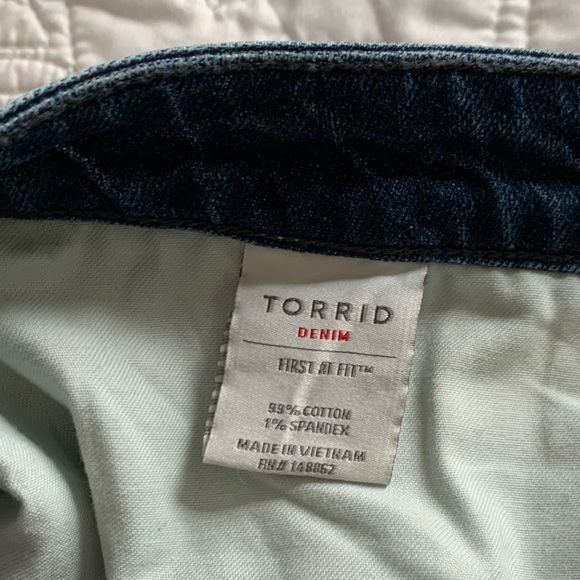 TORRID
DENIM
FIRST AT FIT™
99% COTTON
1% SPANDEX
MADE IN VIETNAM
RN# 148862